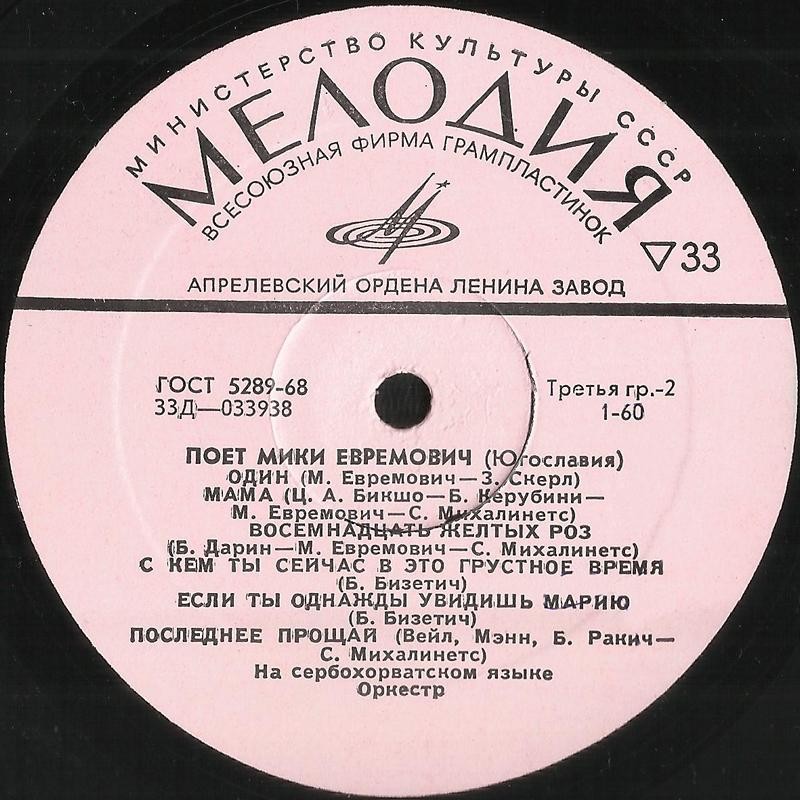 МИНИСТЕРСТВО КУЛЬТУРЫ СССР
МЕЛОДИЯ
ВСЕСОЮЗНАЯ ФИРМА ГРАМПЛАСТИНОК
▽33
АПРЕЛЕВСКИЙ ОРДЕНА ЛЕНИНА ЗАВОД
ГОСТ 5289-68
33Д—033938
Третья гр.-2
1-60
ПОЕТ МИКИ ЕВРЕМОВИЧ (Югославия)
ОДИН (М. Евремович—З. Скерл)
МАМА (Ц. А. Бикшо—Б. Керубини—
М. Евремович—С. Михалинетс)
ВОСЕМНАДЦАТЬ ЖЕЛТЫХ РОЗ
(Б. Дарин—М. Евремович—С. Михалинетс)
С КЕМ ТЫ СЕЙЧАС В ЭТО ГРУСТНОЕ ВРЕМЯ
(Б. Бизетич)
ЕСЛИ ТЫ ОДНАЖДЫ УВИДИШЬ МАРИЮ
(Б. Бизетич)
ПОСЛЕДНЕЕ ПРОЩАЙ (Вейл, Мэнн, Б. Ракич—
С. Михалинетс)
На сербохорватском языке
Оркестр